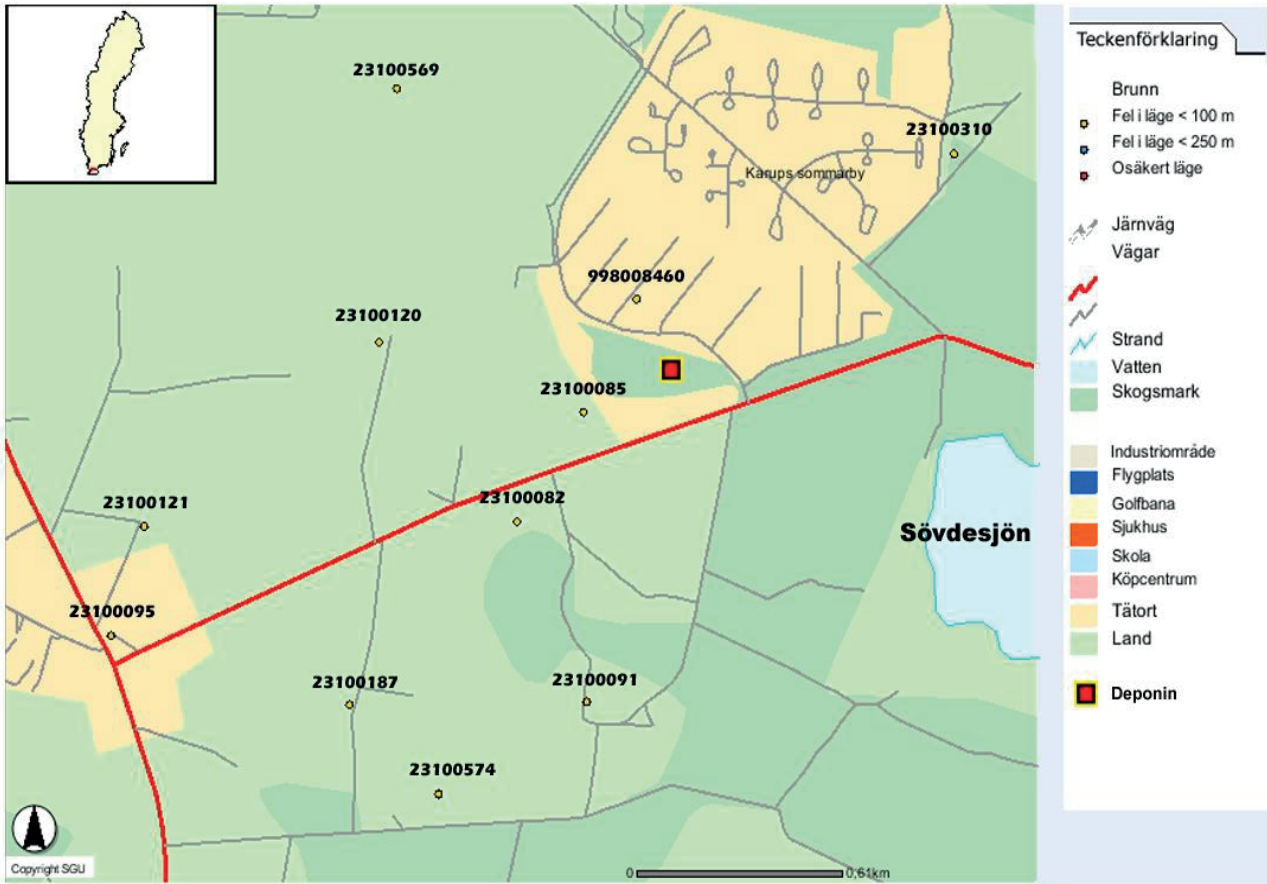 23100569
23100310
Karups sommarby
998008460
23100120
23100085
23100082
23100121
Sövdesjön
23100095
23100187
23100091
23100574
Copyright SGU
0
0,61km
Teckenförklaring
Brunn
Fel i läge < 100 m
Fel i läge < 250 m
Osäkert läge
Järnväg
Vägar
Strand
Vatten
Skogsmark
Industriområde
Flygplats
Golfbana
Sjukhus
Skola
Köpcentrum
Tätort
Land
Deponin